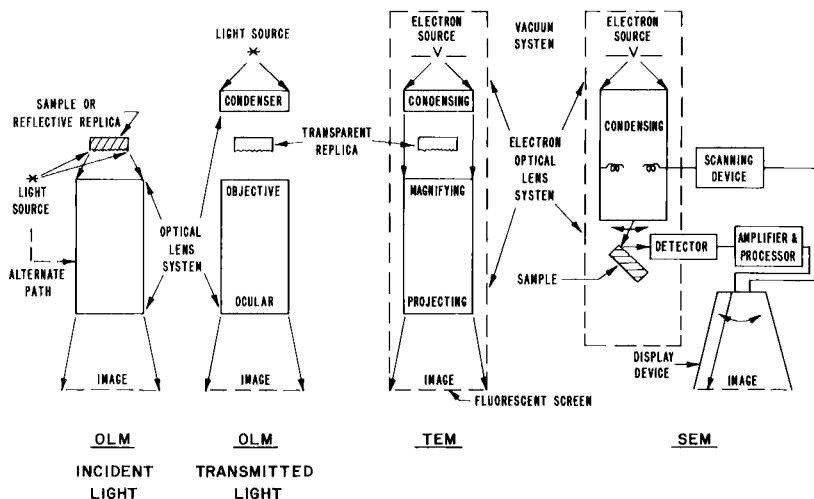 LIGHT SOURCE
ELECTRON
SOURCE
VACUUM
SYSTEM
ELECTRON
SOURCE
SAMPLE OR
REFLECTIVE REPLICA
CONDENSER
CONDENSING
CONDENSING
TRANSPARENT
REPLICA
ELECTRON
OPTICAL
LENS
SYSTEM
SCANNING
DEVICE
LIGHT
SOURCE
OBJECTIVE
MAGNIFYING
OPTICAL
LENS
SYSTEM
ALTERNATE
PATH
DETECTOR
AMPLIFIER &
PROCESSOR
SAMPLE
OCULAR
PROJECTING
DISPLAY
DEVICE
IMAGE
IMAGE
IMAGE
IMAGE
FLUORESCENT SCREEN
OLM
INCIDENT
LIGHT
OLM
TRANSMITTED
LIGHT
TEM
SEM